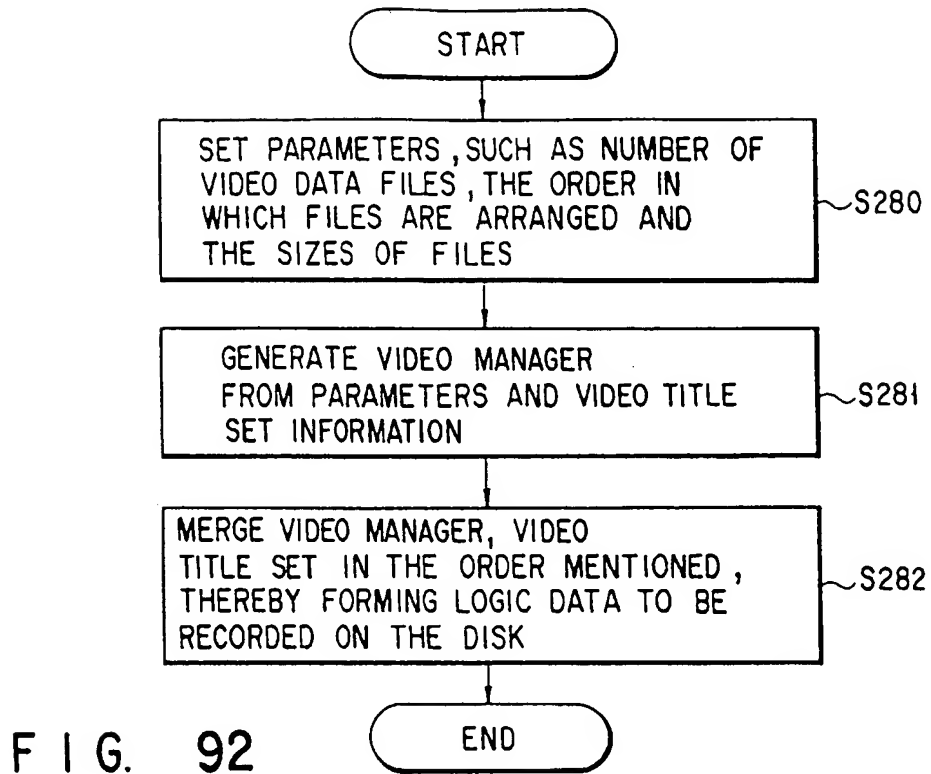 START
SET PARAMETERS, SUCH AS NUMBER OF
VIDEO DATA FILES, THE ORDER IN
WHICH FILES ARE ARRANGED AND
THE SIZES OF FILES
S280
GENERATE VIDEO MANAGER
FROM PARAMETERS AND VIDEO TITLE
SET INFORMATION
S281
MERGE VIDEO MANAGER, VIDEO
TITLE SET IN THE ORDER MENTIONED,
THEREBY FORMING LOGIC DATA TO BE
RECORDED ON THE DISK
S282
END
FIG. 92